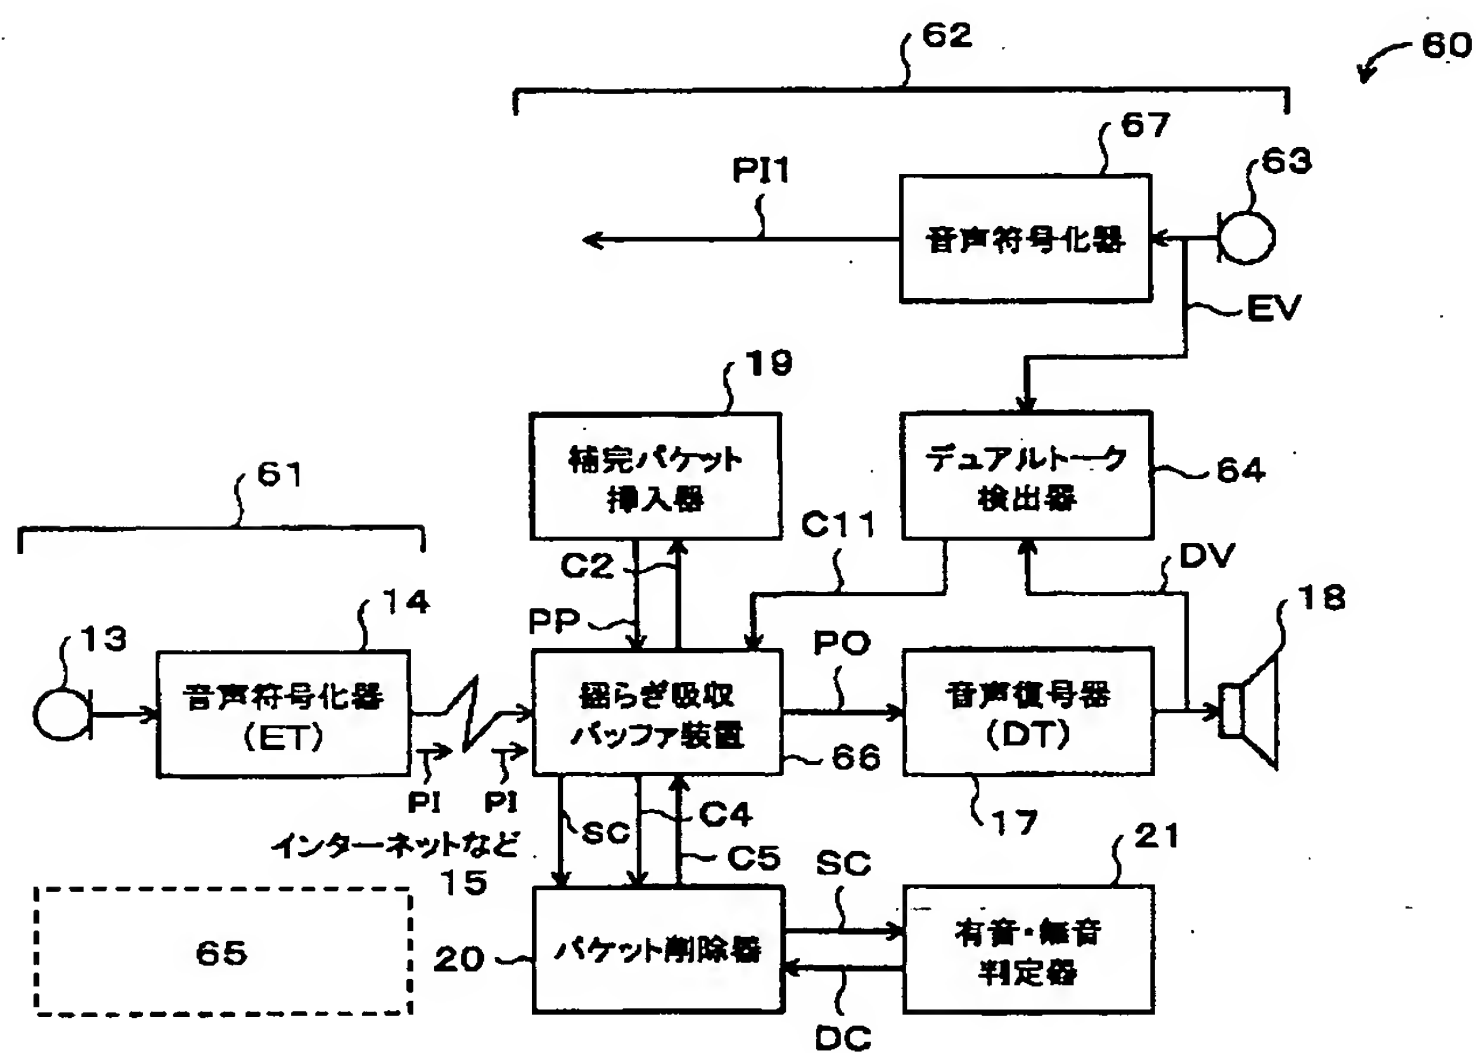 62
60
67
63
PI1
音声符号化器
EV
19
補完パケット
挿入器
デュアルトーク
検出器
64
61
C11
C2
DV
14
18
13
PP
PO
音声符号化器
(ET)
揺らぎ吸収
バッファ装置
音声復号器
(DT)
66
PI
PI
SC
C4
17
インターネットなど
C5
SC
21
15
65
20
パケット削除器
有音・無音
判定器
DC